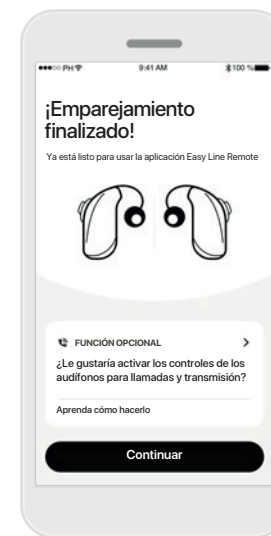 PH 9:41 AM 100 %
¡Emparejamiento
finalizado!
Ya está listo para usar la aplicación Easy Line Remote
FUNCIÓN OPCIONAL
¿Le gustaría activar los controles de los
audífonos para llamadas y transmisión?
Aprenda cómo hacerlo
Continuar